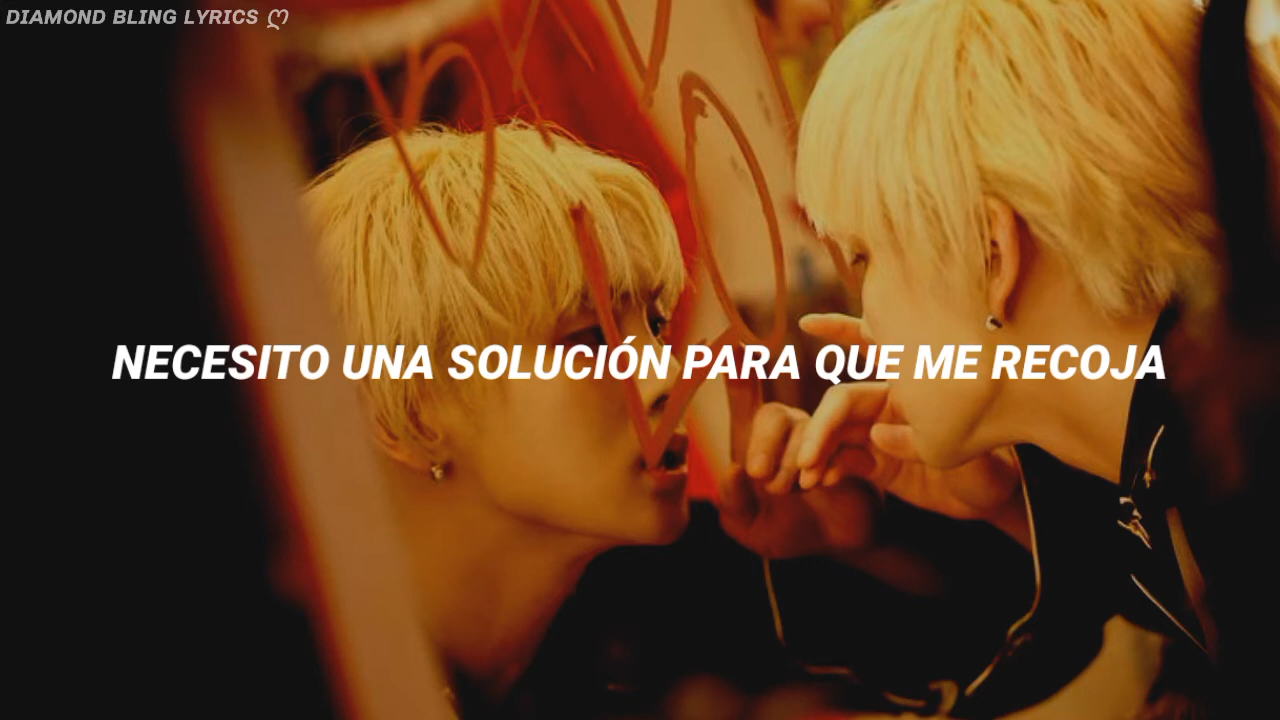 DIAMOND BLING LYRICS ღ
NECESITO UNA SOLUCIÓN PARA QUE ME RECOJA